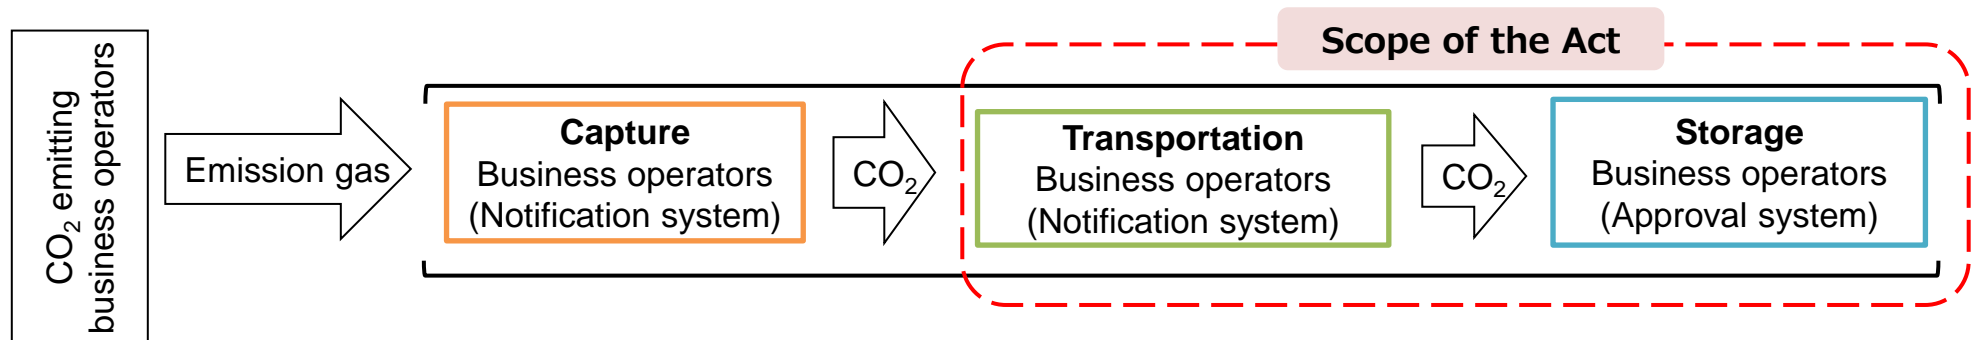 Scope of the Act
CO₂ emitting
business operators
Emission gas
Capture
Business operators
(Notification system)
CO₂
Transportation
Business operators
(Notification system)
CO₂
Storage
Business operators
(Approval system)